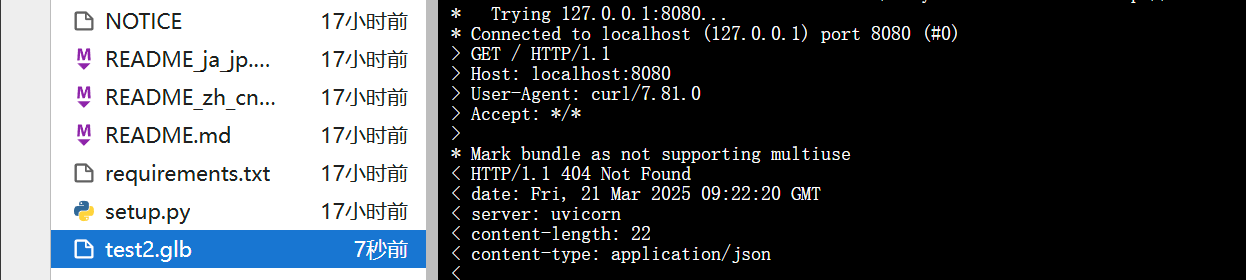 NOTICE 17小时前
README_ja_jp.... 17小时前
README_zh_cn... 17小时前
README.md 17小时前
requirements.txt 17小时前
setup.py 17小时前
test2.glb 7秒前
* Trying 127.0.0.1:8080...
* Connected to localhost (127.0.0.1) port 8080 (#0)
> GET / HTTP/1.1
> Host: localhost:8080
> User-Agent: curl/7.81.0
> Accept: */*
>
* Mark bundle as not supporting multiuse
< HTTP/1.1 404 Not Found
< date: Fri, 21 Mar 2025 09:22:20 GMT
< server: uvicorn
< content-length: 22
< content-type: application/json
<